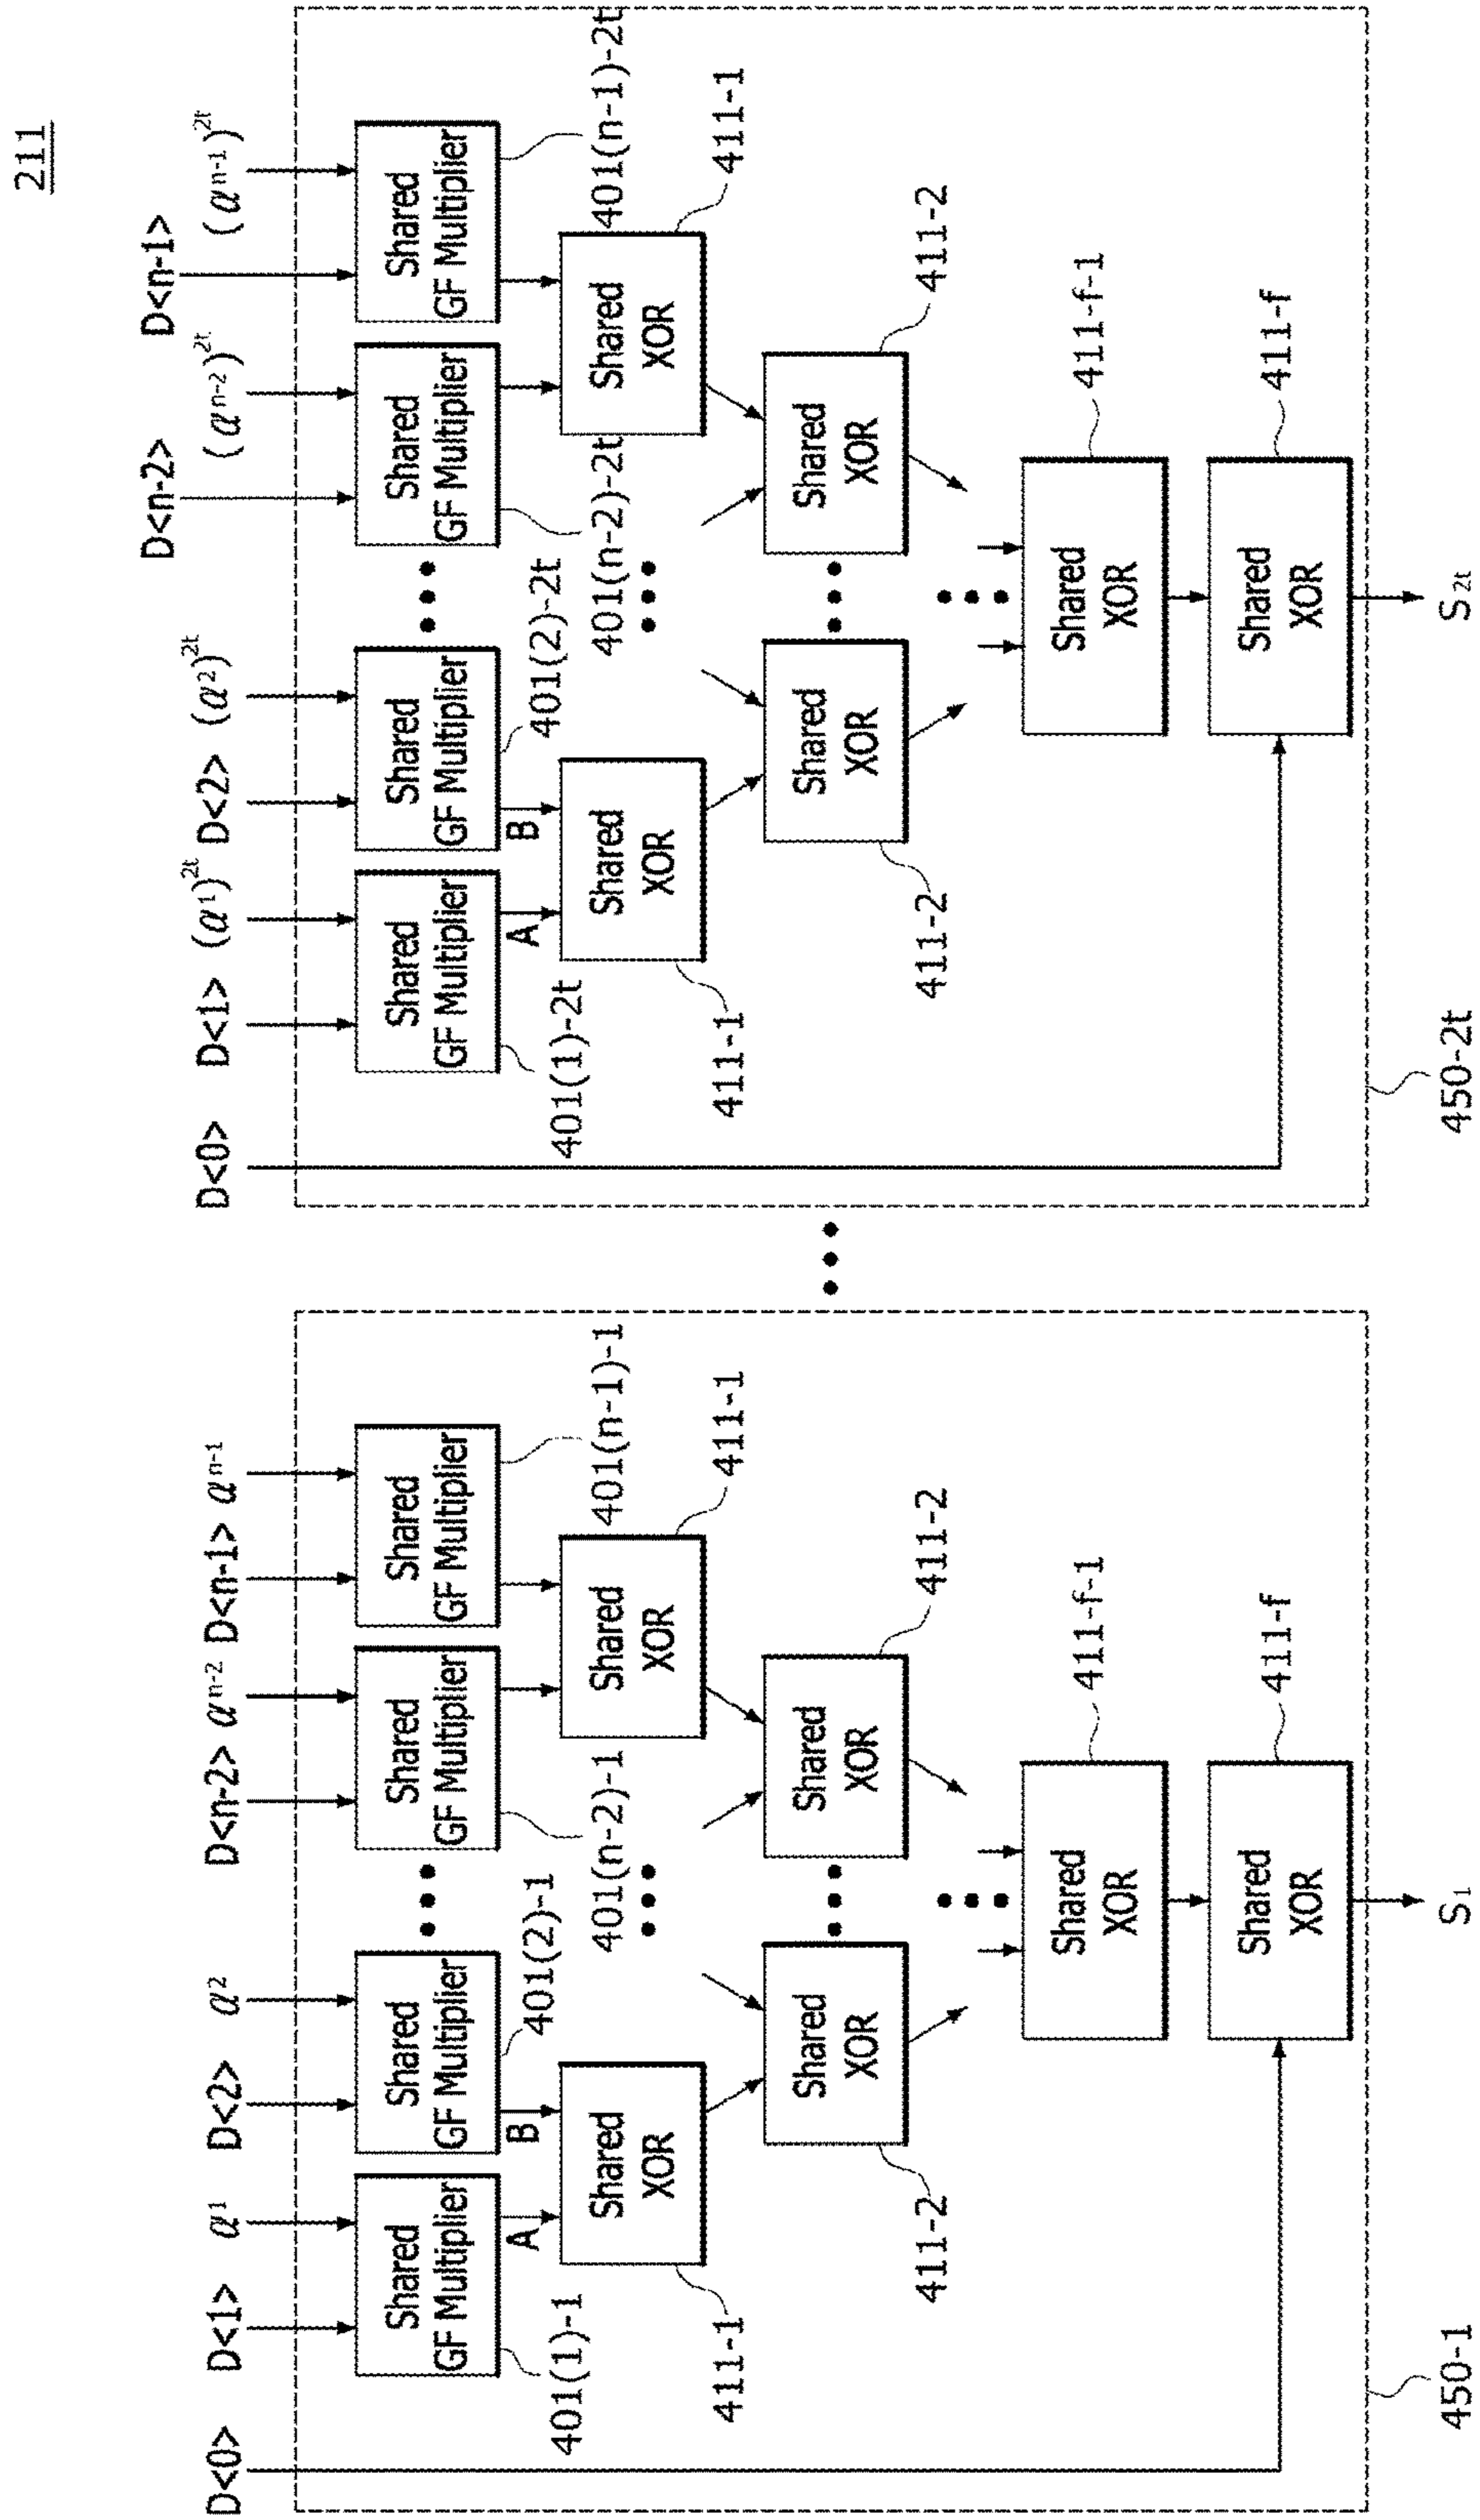 211
D<0> D<1> α¹ D<2> α² D<n-2> αⁿ⁻² D<n-1> αⁿ⁻¹
Shared
GF Multiplier
Shared
GF Multiplier
Shared
GF Multiplier
Shared
GF Multiplier
401(1)-1
A
B
401(2)-1
401(n-2)-1
401(n-1)-1
Shared
XOR
Shared
XOR
411-1
411-1
Shared
XOR
Shared
XOR
411-2
411-2
Shared
XOR
411-f-1
Shared
XOR
411-f
450-1
S₁
D<0> D<1> (α¹)²ᵗ D<2> (α²)²ᵗ D<n-2> (αⁿ⁻²)²ᵗ D<n-1> (αⁿ⁻¹)²ᵗ
Shared
GF Multiplier
Shared
GF Multiplier
Shared
GF Multiplier
Shared
GF Multiplier
401(1)-2t
A
B
401(2)-2t
401(n-2)-2t
401(n-1)-2t
Shared
XOR
Shared
XOR
411-1
411-1
Shared
XOR
Shared
XOR
411-2
411-2
Shared
XOR
411-f-1
Shared
XOR
411-f
450-2t
S₂ₜ